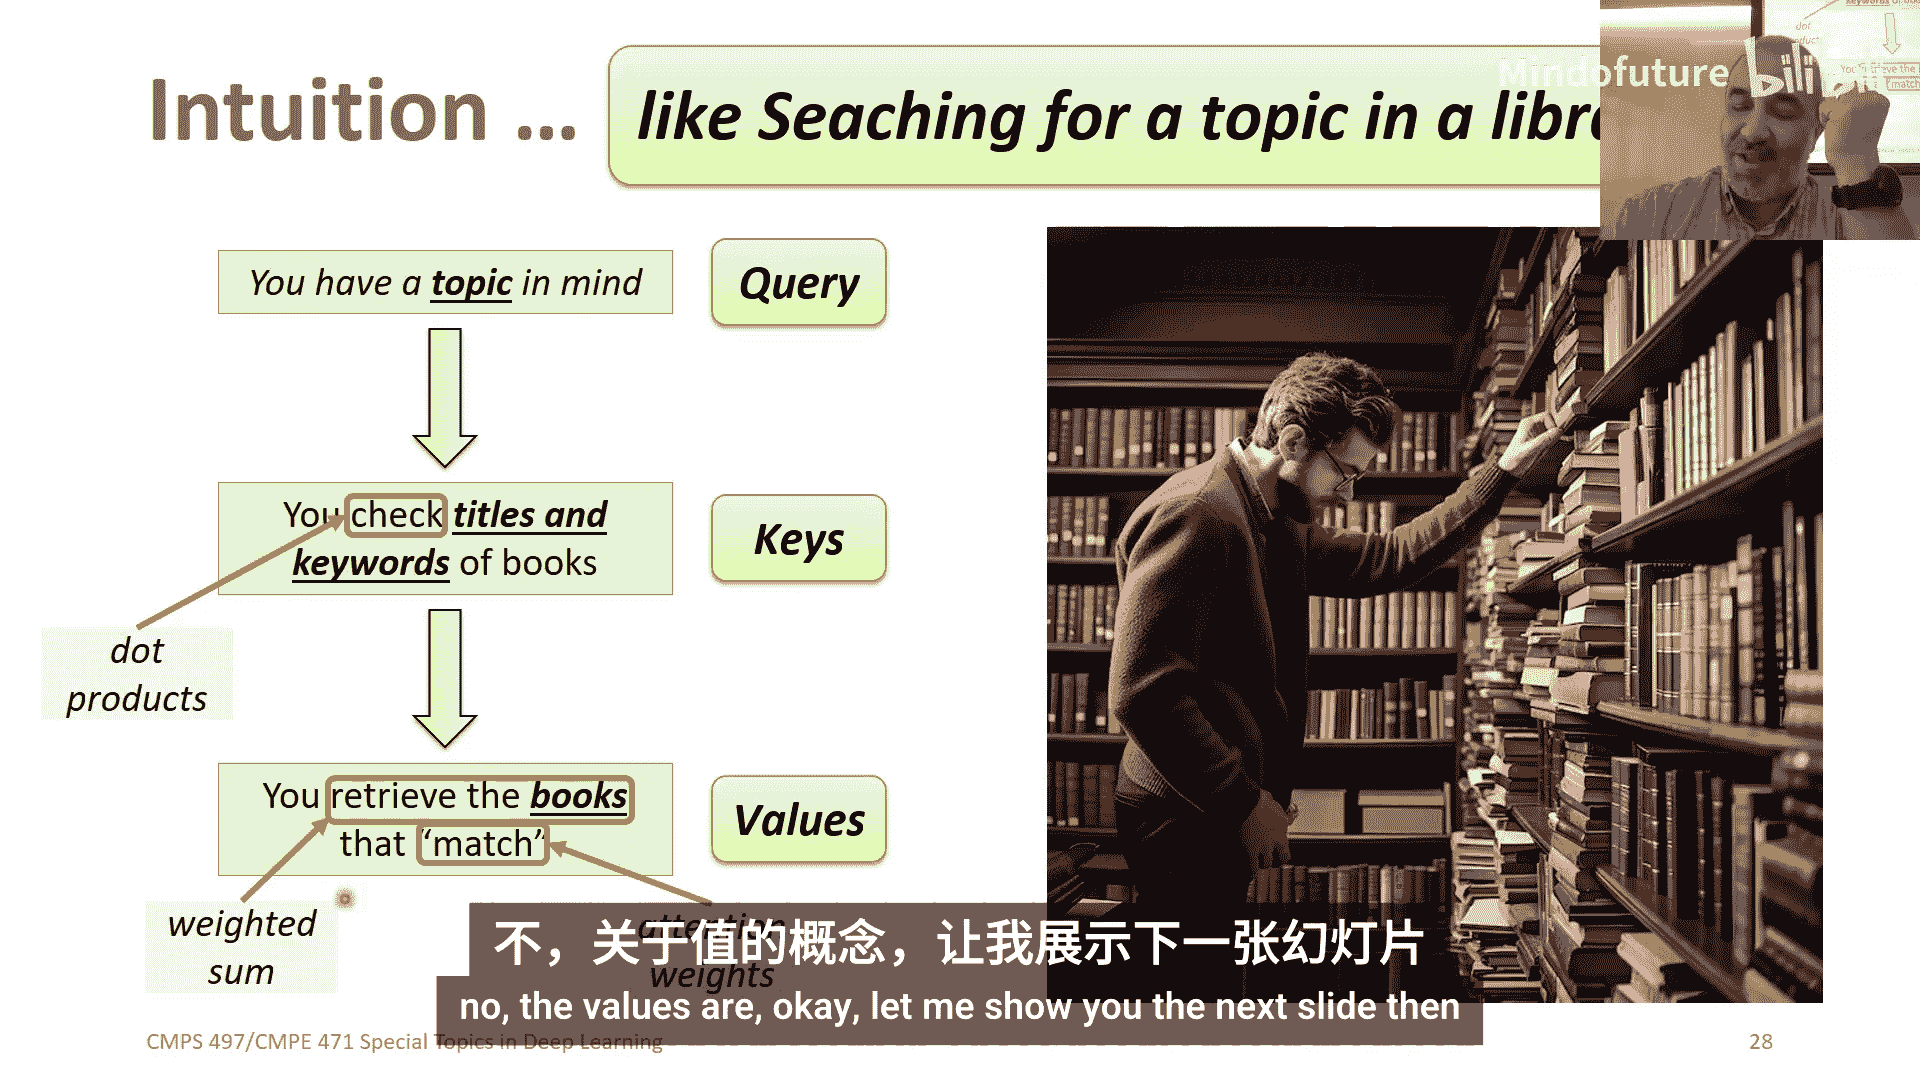 Intuition ...
like Seaching for a topic in a libra
Mindofuture bilibili
You have a topic in mind
Query
You check titles and
keywords of books
Keys
dot
products
You retrieve the books
that “match”
Values
weighted
sum
attention
weights
不，关于值的概念，让我展示下一张幻灯片
no, the values are, okay, let me show you the next slide then
CMPS 497/CMPE 471 Special Topics in Deep Learning
28